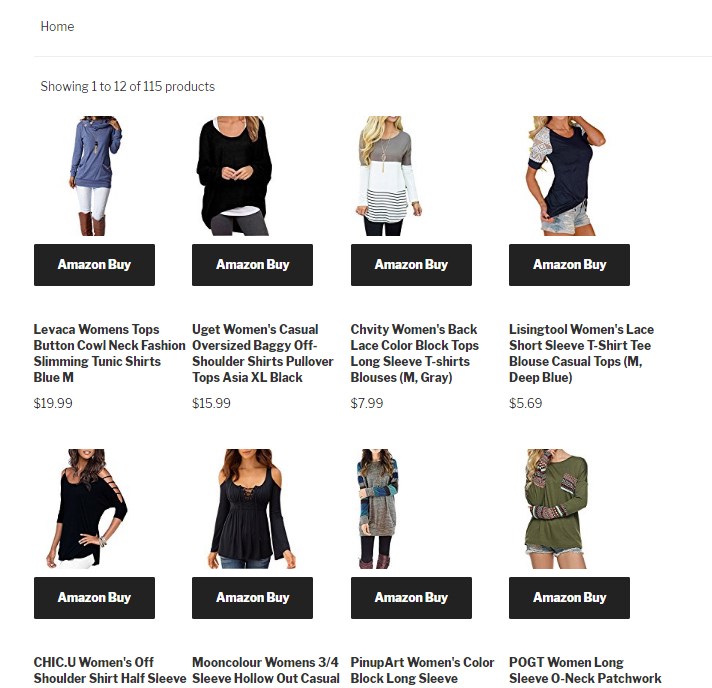 Home
Showing 1 to 12 of 115 products
Amazon Buy
Amazon Buy
Amazon Buy
Amazon Buy
Levaca Womens Tops
Button Cowl Neck Fashion
Slimming Tunic Shirts
Blue M
$19.99
Uget Women's Casual
Oversized Baggy Off-
Shoulder Shirts Pullover
Tops Asia XL Black
$15.99
Chvity Women's Back
Lace Color Block Tops
Long Sleeve T-shirts
Blouses (M, Gray)
$7.99
Lisingtool Women's Lace
Short Sleeve T-Shirt Tee
Blouse Casual Tops (M,
Deep Blue)
$5.69
Amazon Buy
Amazon Buy
Amazon Buy
Amazon Buy
CHIC.U Women's Off
Shoulder Shirt Half Sleeve
Mooncolour Womens 3/4
Sleeve Hollow Out Casual
PinupArt Women's Color
Block Long Sleeve
POGT Women Long
Sleeve O-Neck Patchwork